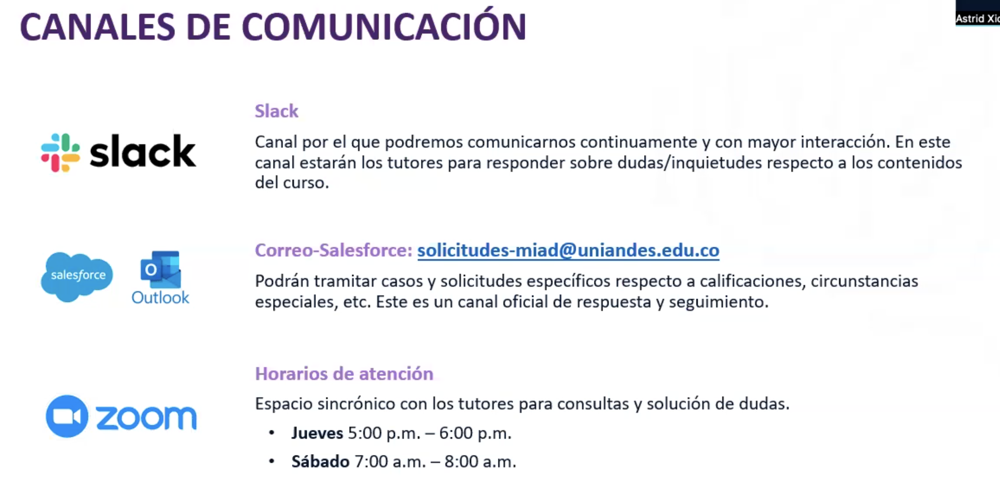 CANALES DE COMUNICACIÓN
Astrid
Slack
slack
Canal por el que podremos comunicarnos continuamente y con mayor interacción. En este
canal estarán los tutores para responder sobre dudas/inquietudes respecto a los contenidos
del curso.
salesforce
Outlook
Correo-Salesforce: solicitudes-miad@uniandes.edu.co
Podrán tramitar casos y solicitudes específicos respecto a calificaciones, circunstancias
especiales, etc. Este es un canal oficial de respuesta y seguimiento.
zoom
Horarios de atención
Espacio sincrónico con los tutores para consultas y solución de dudas.
• Jueves 5:00 p.m. – 6:00 p.m.
• Sábado 7:00 a.m. – 8:00 a.m.